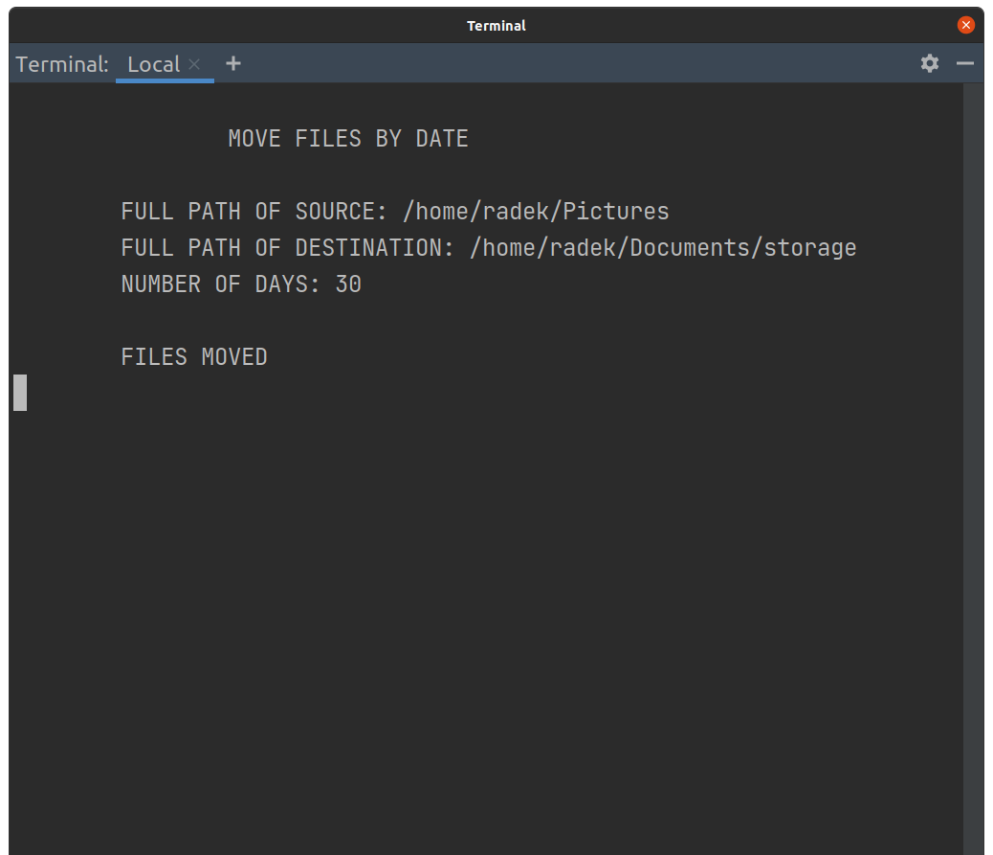 Terminal
Terminal: Local × +
MOVE FILES BY DATE
FULL PATH OF SOURCE: /home/radek/Pictures
FULL PATH OF DESTINATION: /home/radek/Documents/storage
NUMBER OF DAYS: 30
FILES MOVED